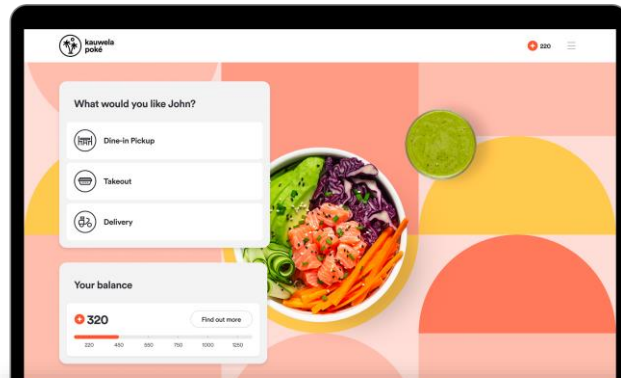 kauwela
poké
220
What would you like John?
Dine-in Pickup
Takeout
Delivery
Your balance
320
Find out more
220 450 550 750 1000 1250